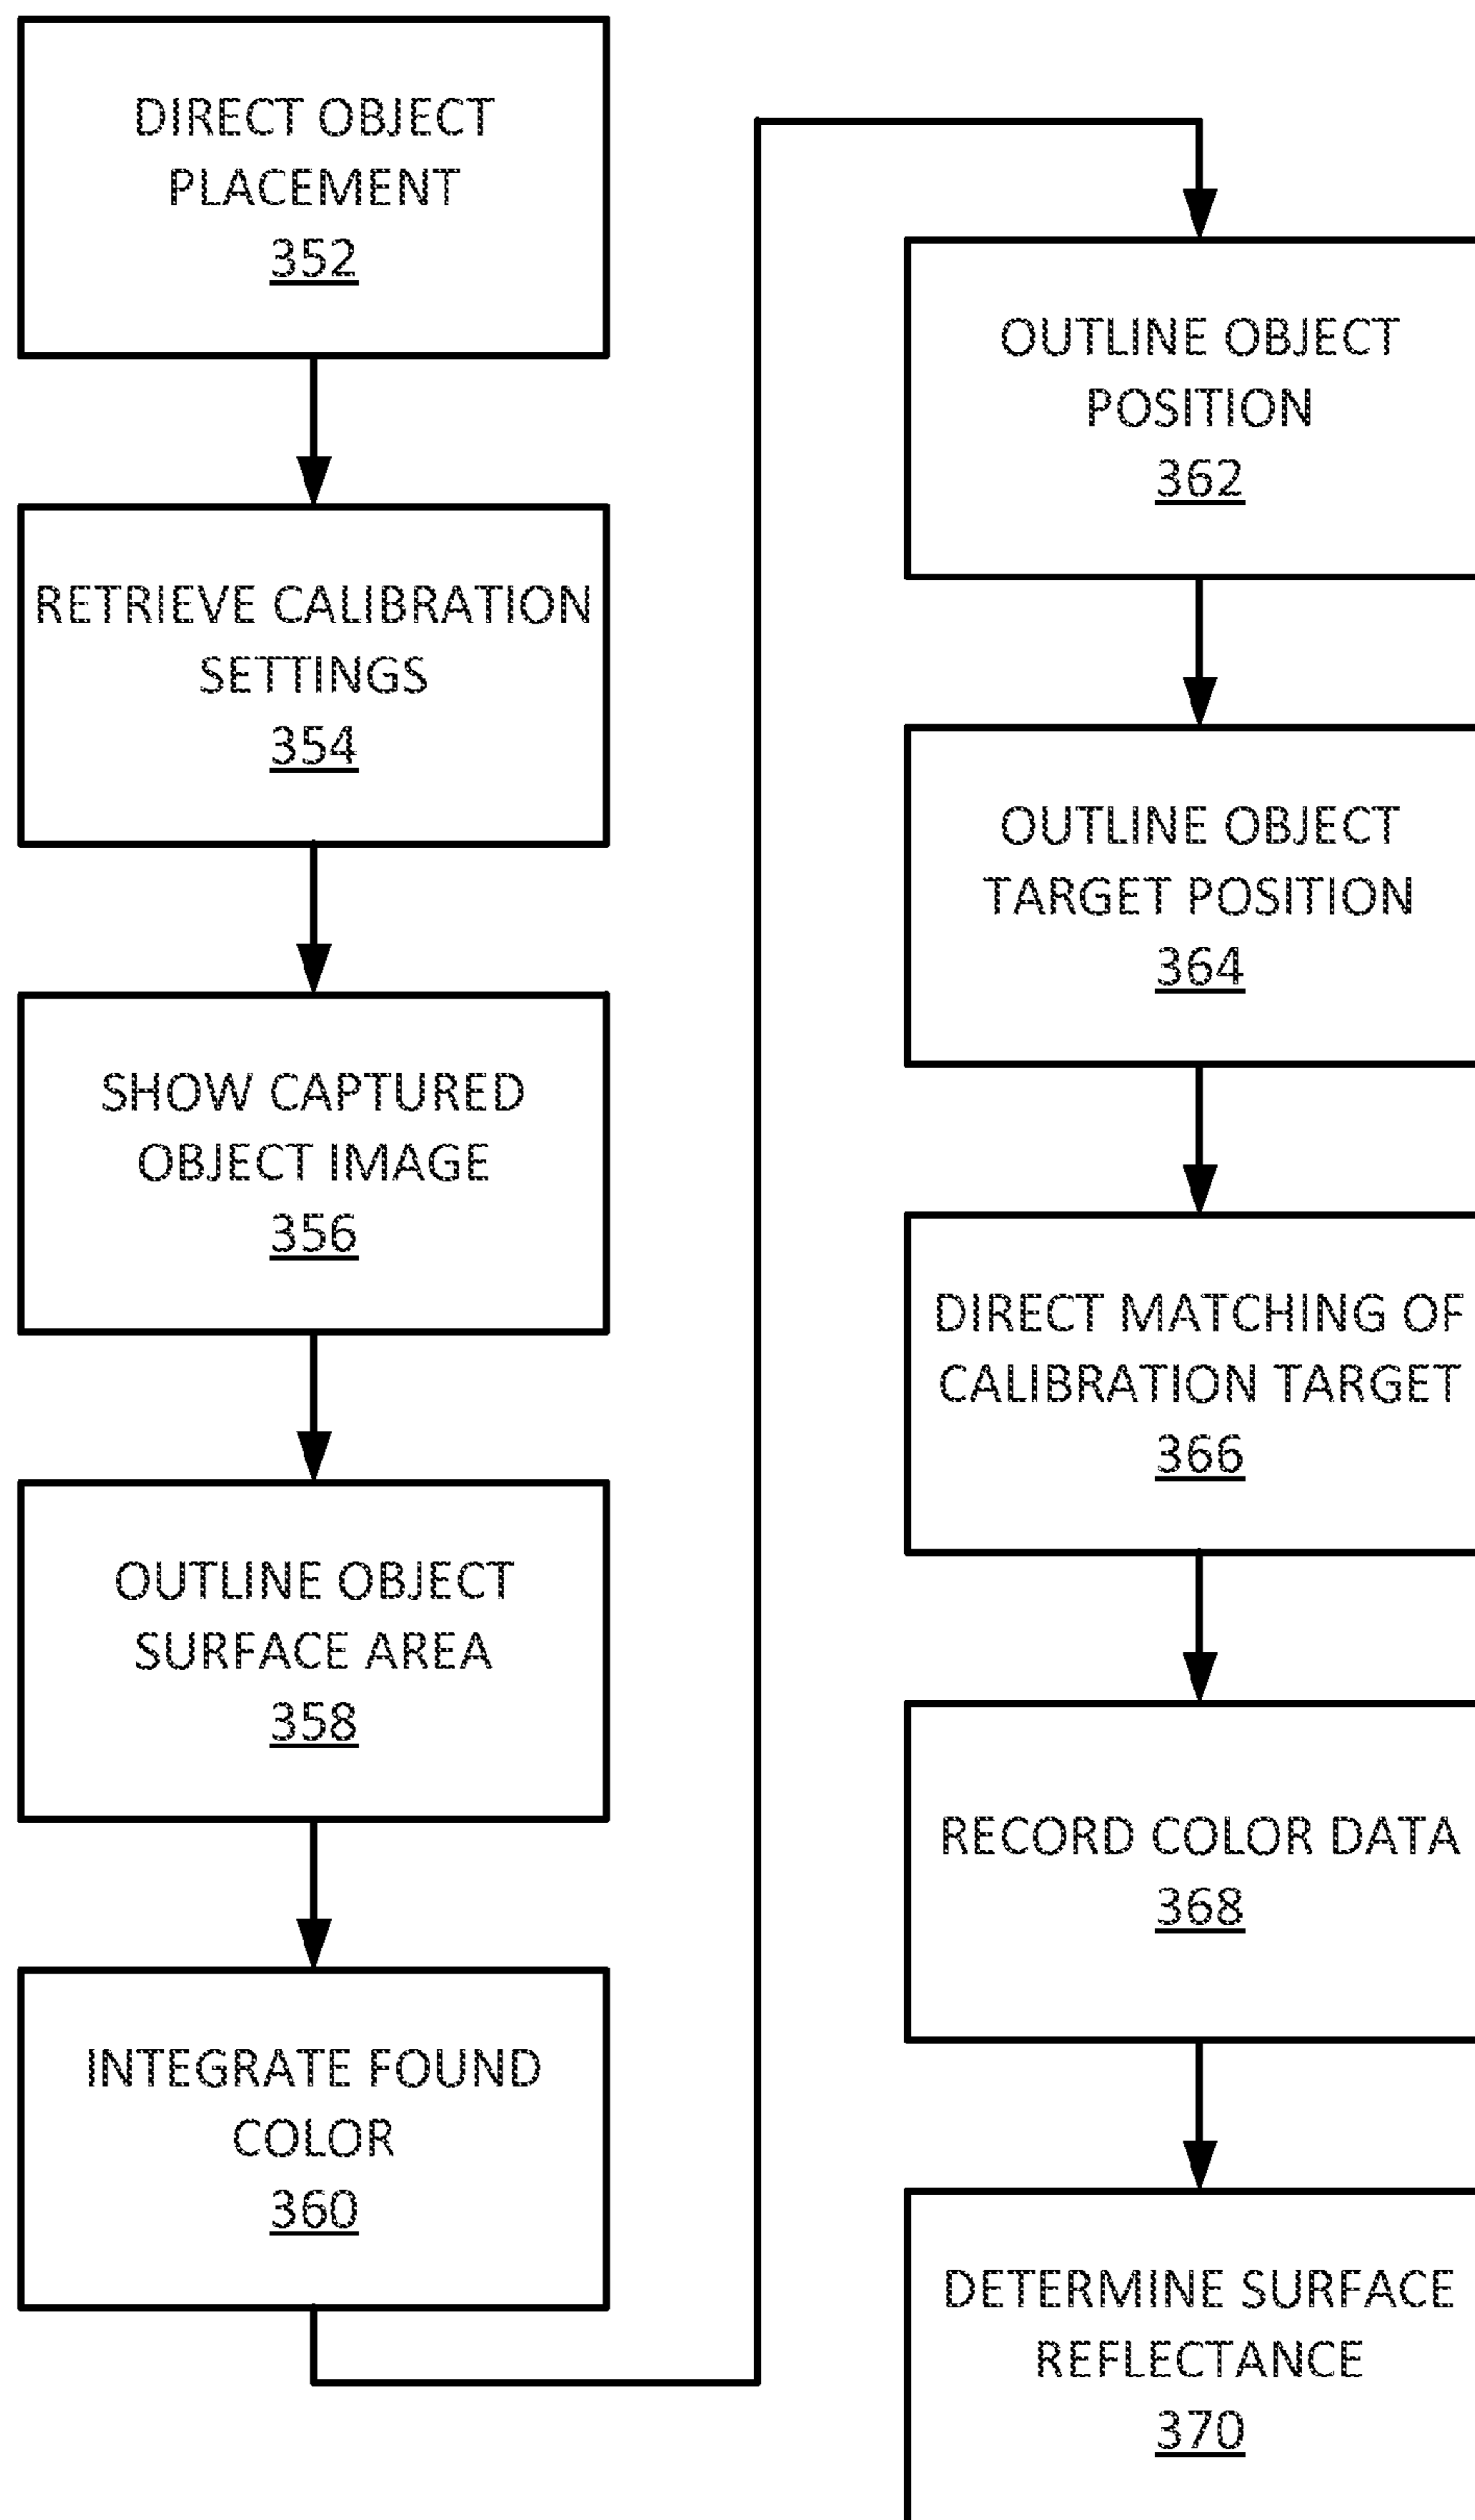 DIRECT OBJECT
PLACEMENT
352
RETRIEVE CALIBRATION
SETTINGS
354
SHOW CAPTURED
OBJECT IMAGE
356
OUTLINE OBJECT
SURFACE AREA
358
INTEGRATE FOUND
COLOR
360
OUTLINE OBJECT
POSITION
362
OUTLINE OBJECT
TARGET POSITION
364
DIRECT MATCHING OF
CALIBRATION TARGET
366
RECORD COLOR DATA
368
DETERMINE SURFACE
REFLECTANCE
370